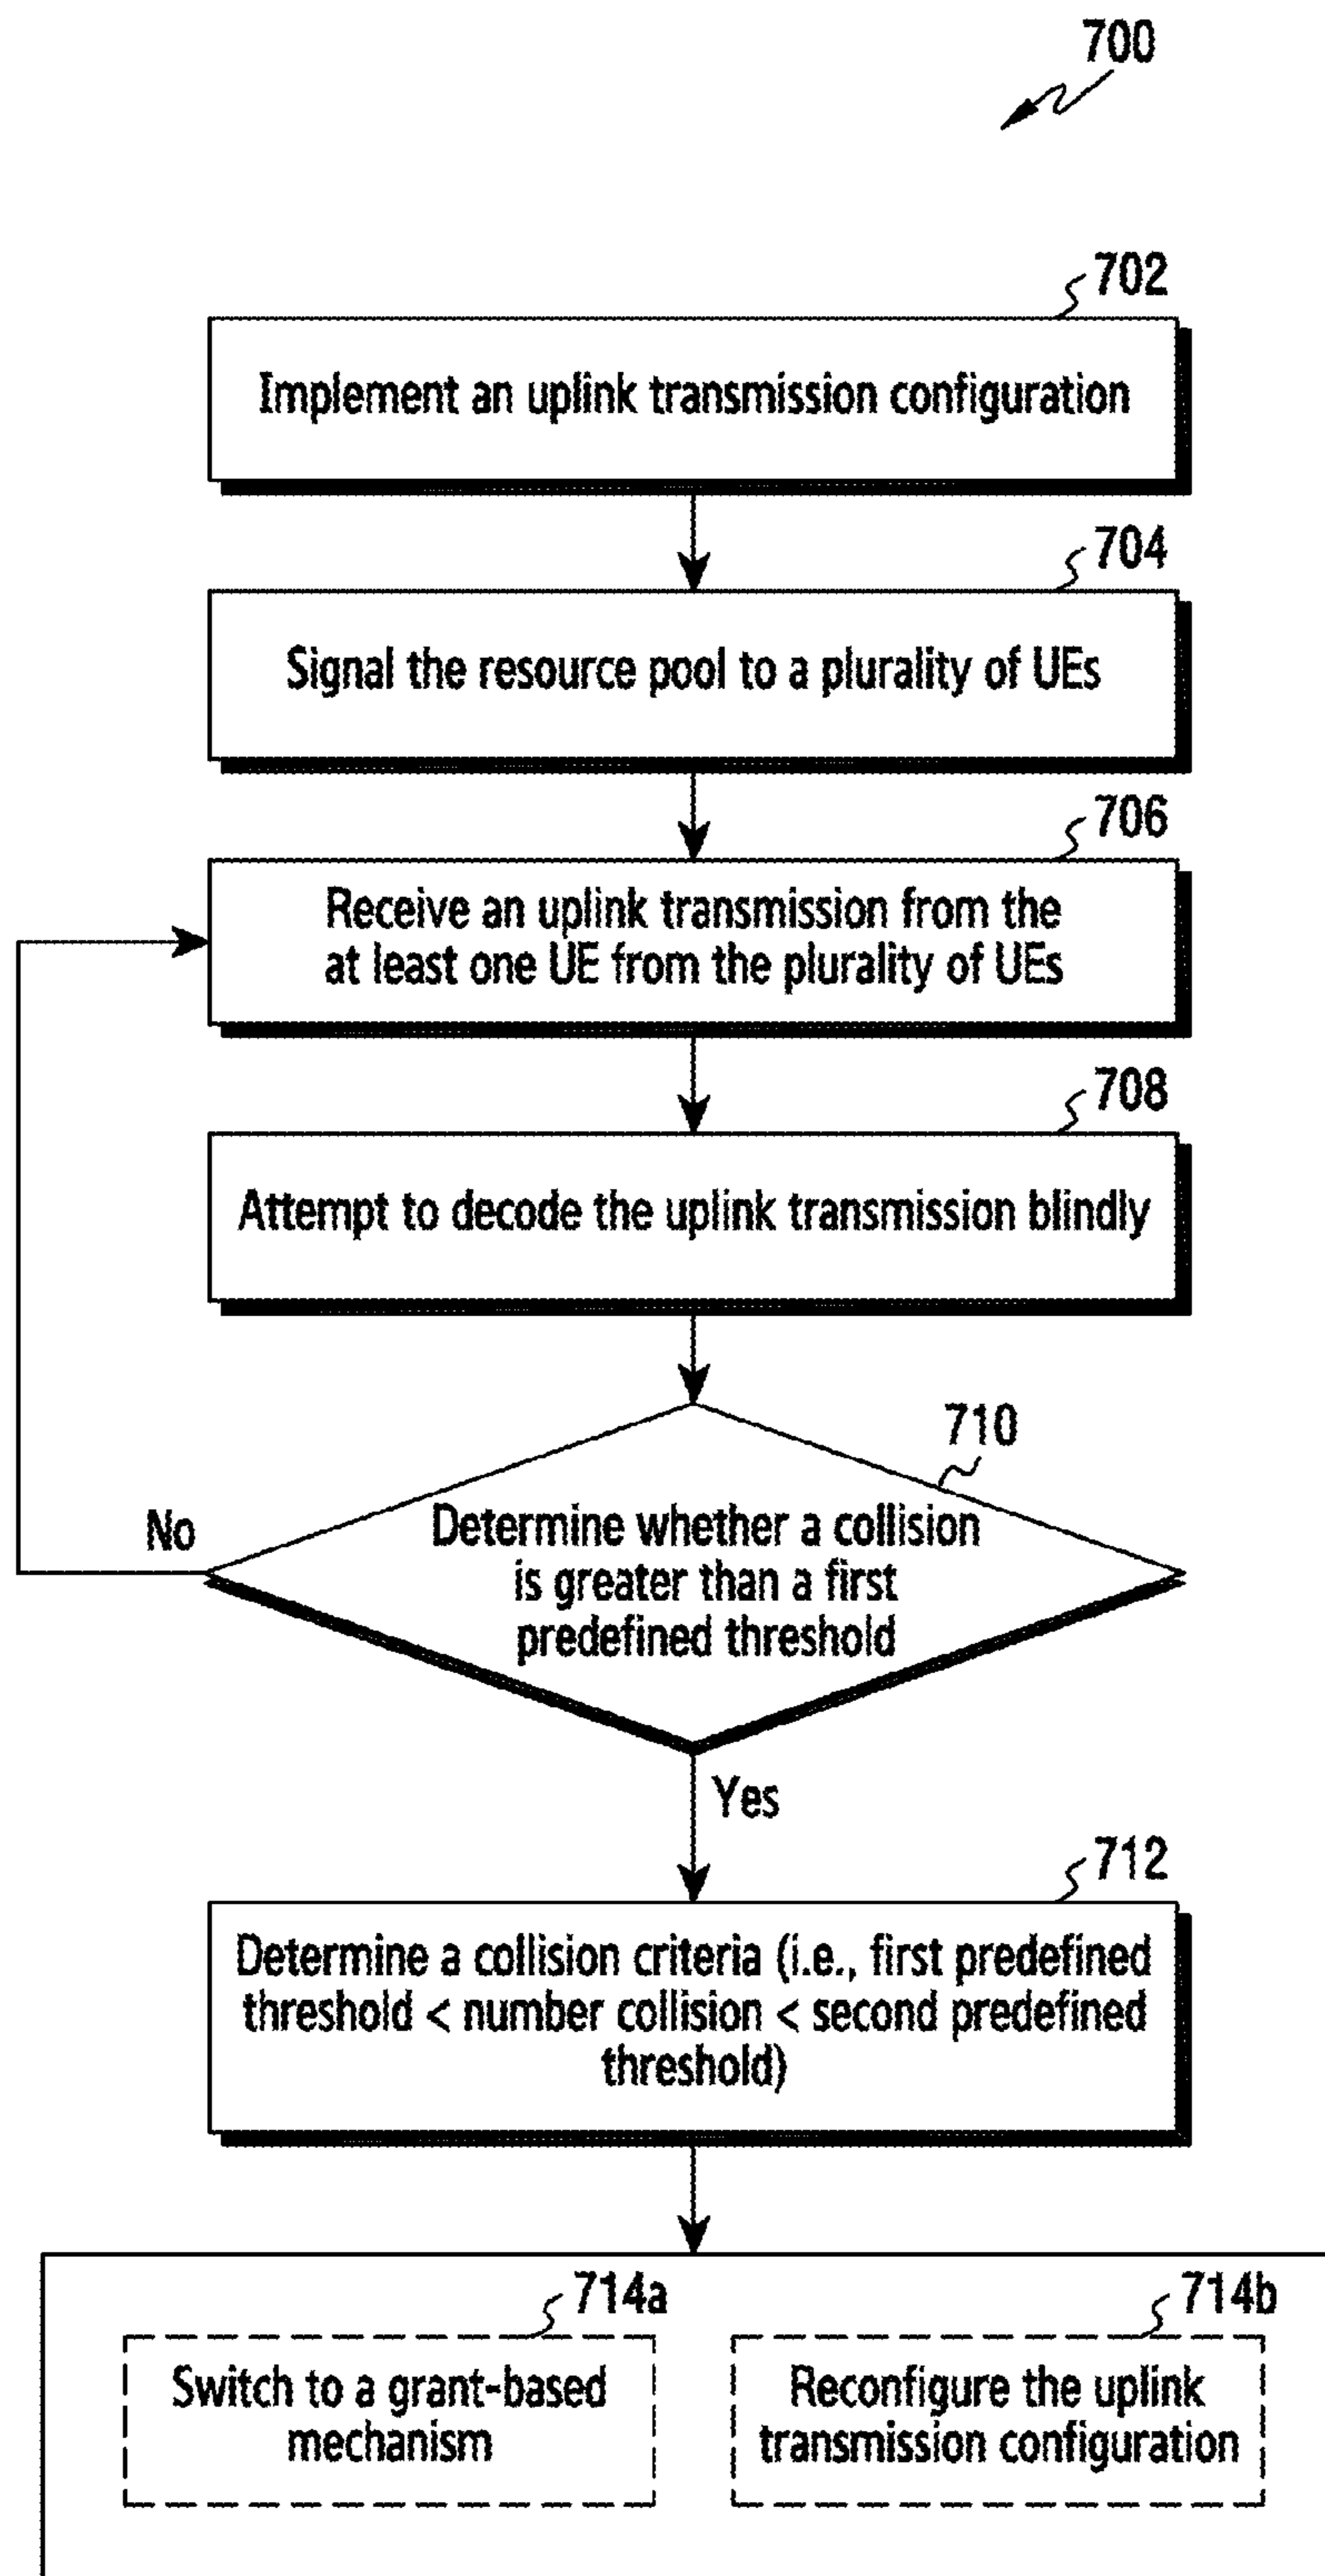 700
702
Implement an uplink transmission configuration
704
Signal the resource pool to a plurality of UEs
706
Receive an uplink transmission from the
at least one UE from the plurality of UEs
708
Attempt to decode the uplink transmission blindly
710
Determine whether a collision
is greater than a first
predefined threshold
No
Yes
712
Determine a collision criteria (i.e., first predefined
threshold < number collision < second predefined
threshold)
714a
Switch to a grant-based
mechanism
714b
Reconfigure the uplink
transmission configuration